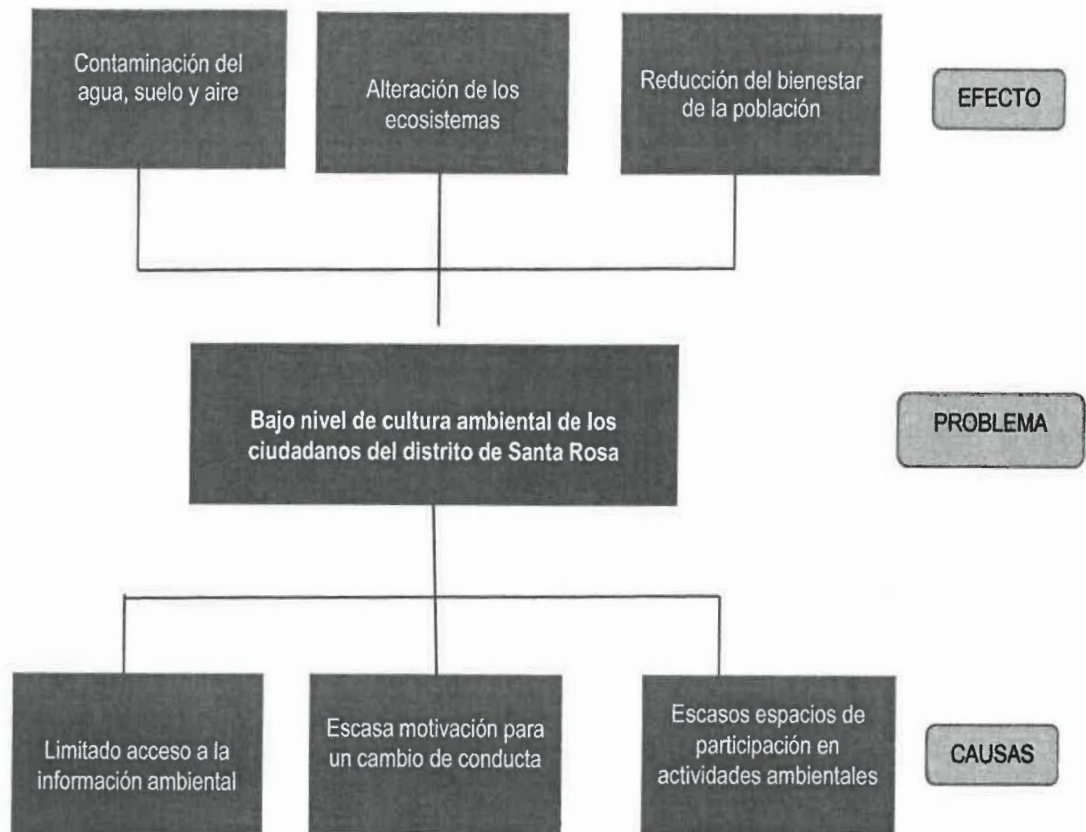 Contaminación del
agua, suelo y aire
Alteración de los
ecosistemas
Reducción del bienestar
de la población
EFECTO
Bajo nivel de cultura ambiental de los
ciudadanos del distrito de Santa Rosa
PROBLEMA
Limitado acceso a la
información ambiental
Escasa motivación para
un cambio de conducta
Escasos espacios de
participación en
actividades ambientales
CAUSAS